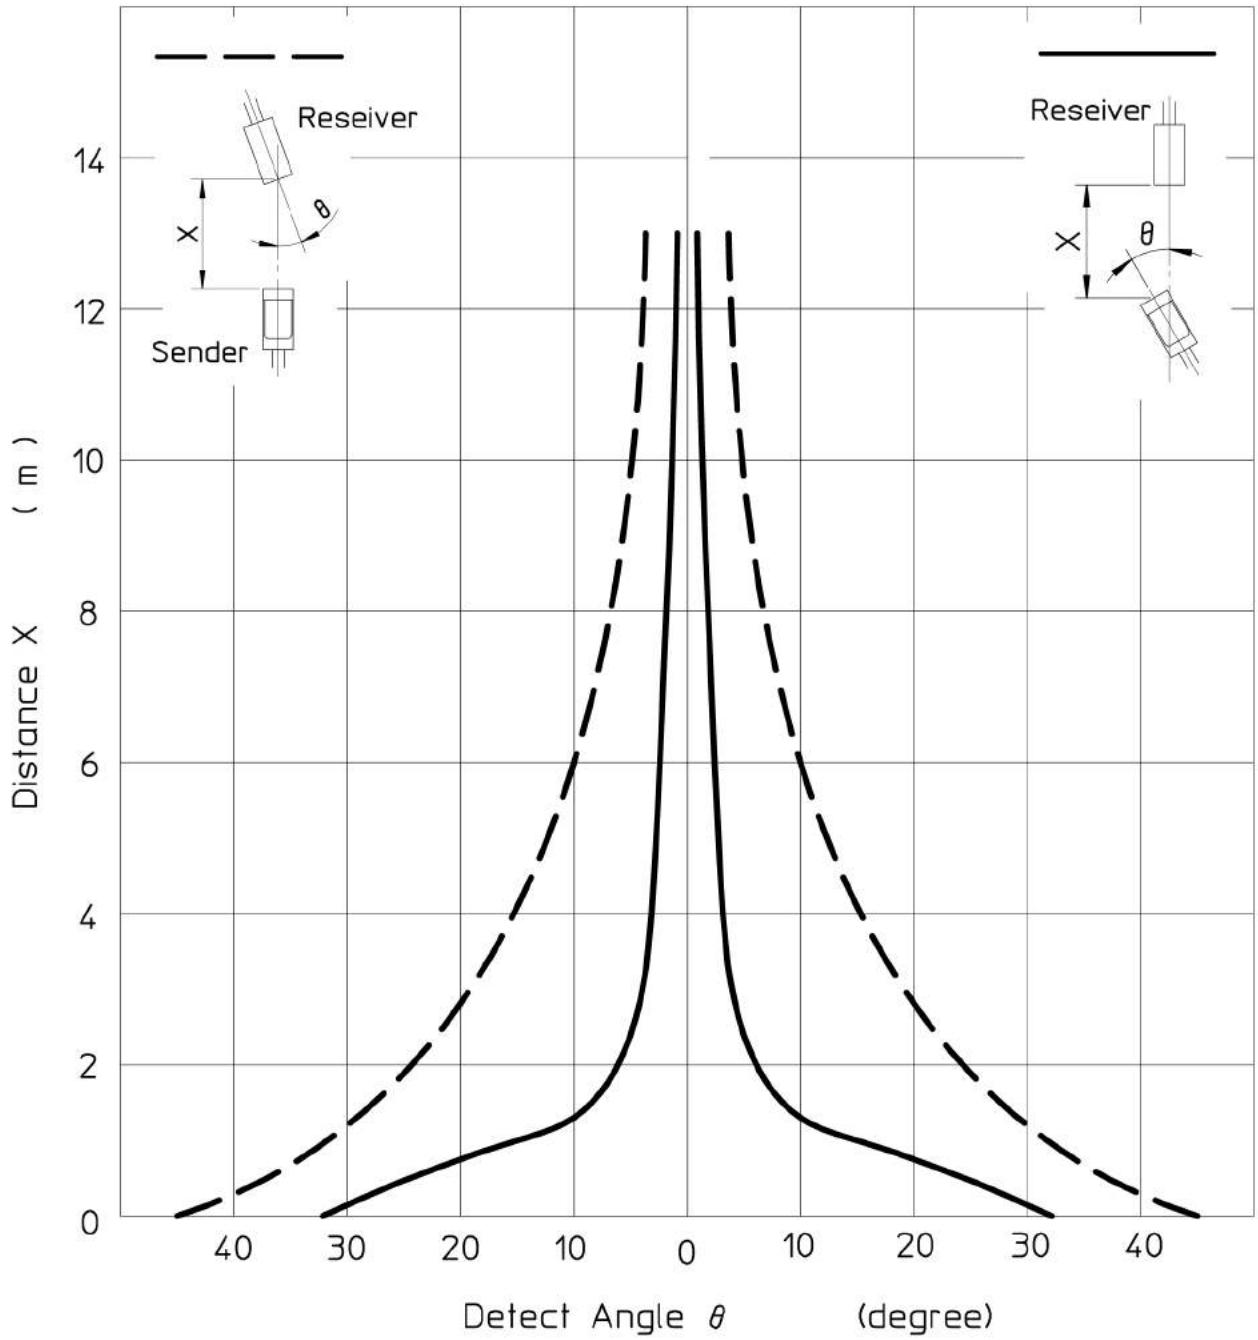 Reseiver
Reseiver
14
X
θ
X
θ
12
Sender
10
Distance X (m)
8
6
4
2
0
40 30 20 10 0 10 20 30 40
Detect Angle θ (degree)